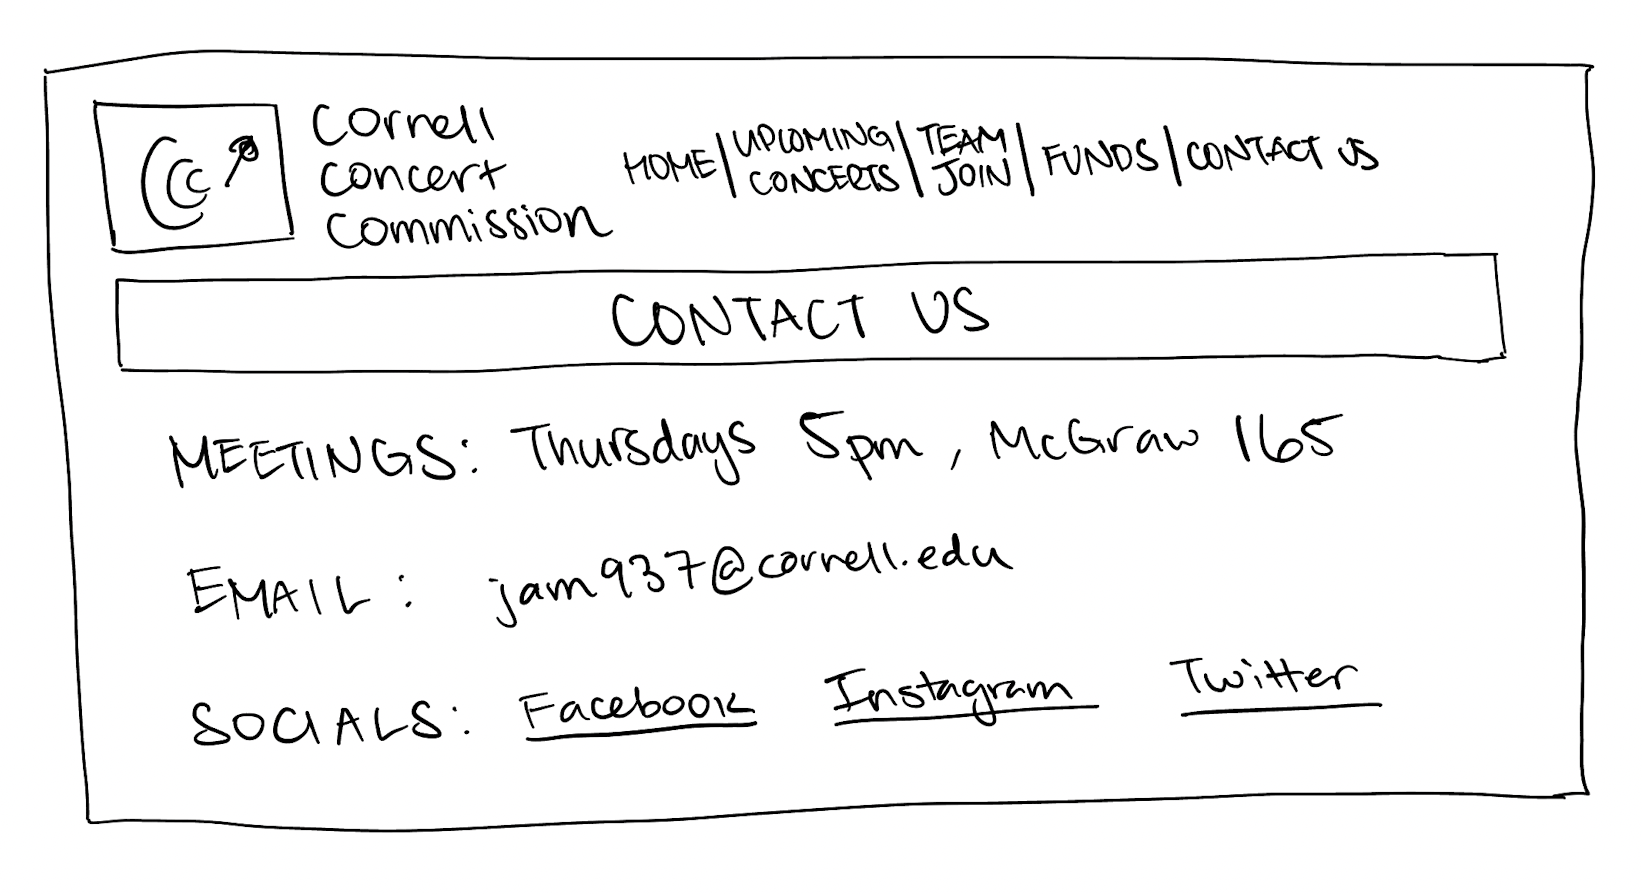 CCC
Cornell
concert
commission
HOME | UPCOMING CONCERTS | TEAM JOIN | FUNDS | CONTACT US
CONTACT US
MEETINGS: Thursdays 5pm, McGraw 165
EMAIL: jam937@cornell.edu
SOCIALS: Facebook Instagram Twitter